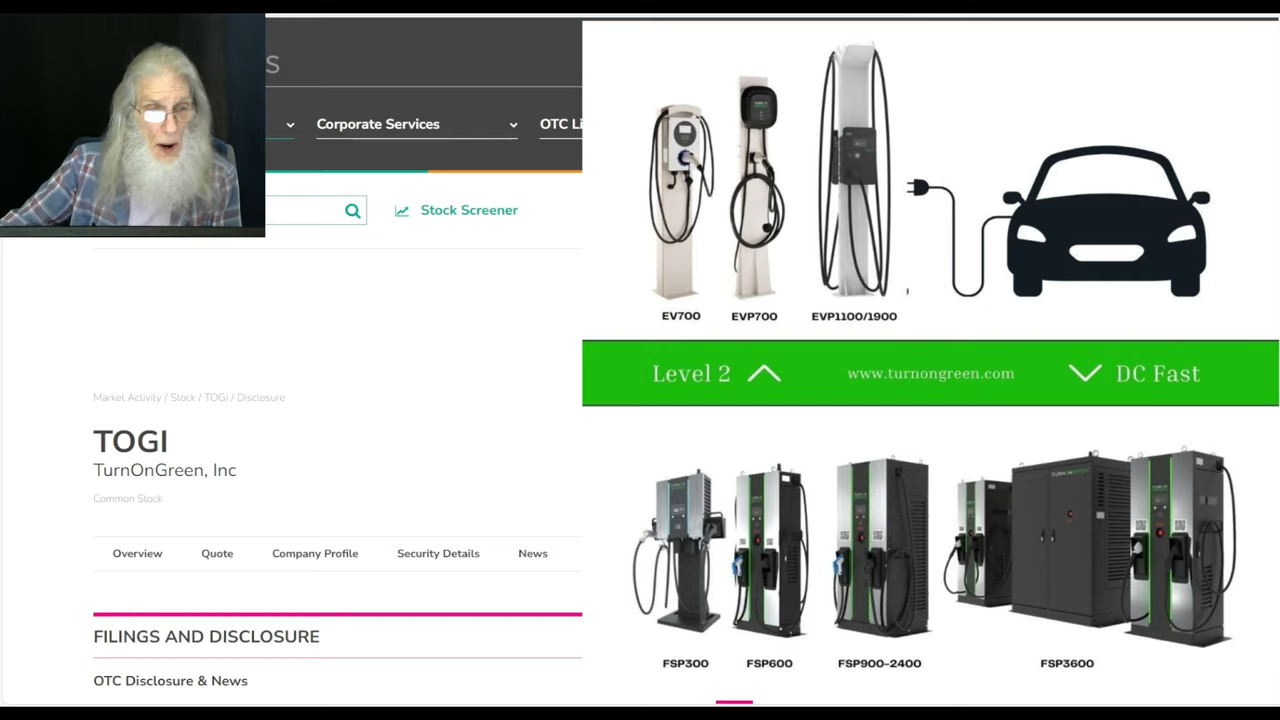 s
Corporate Services
OTC Li
Stock Screener
Market Activity / Stock / TOGI / Disclosure
TOGI
TurnOnGreen, Inc
Common Stock
Overview Quote Company Profile Security Details News
FILINGS AND DISCLOSURE
OTC Disclosure & News
EV700 EVP700 EVP1100/1900
Level 2 www.turnongreen.com DC Fast
TURNONGREEN
FSP300 FSP600 FSP900-2400 FSP3600